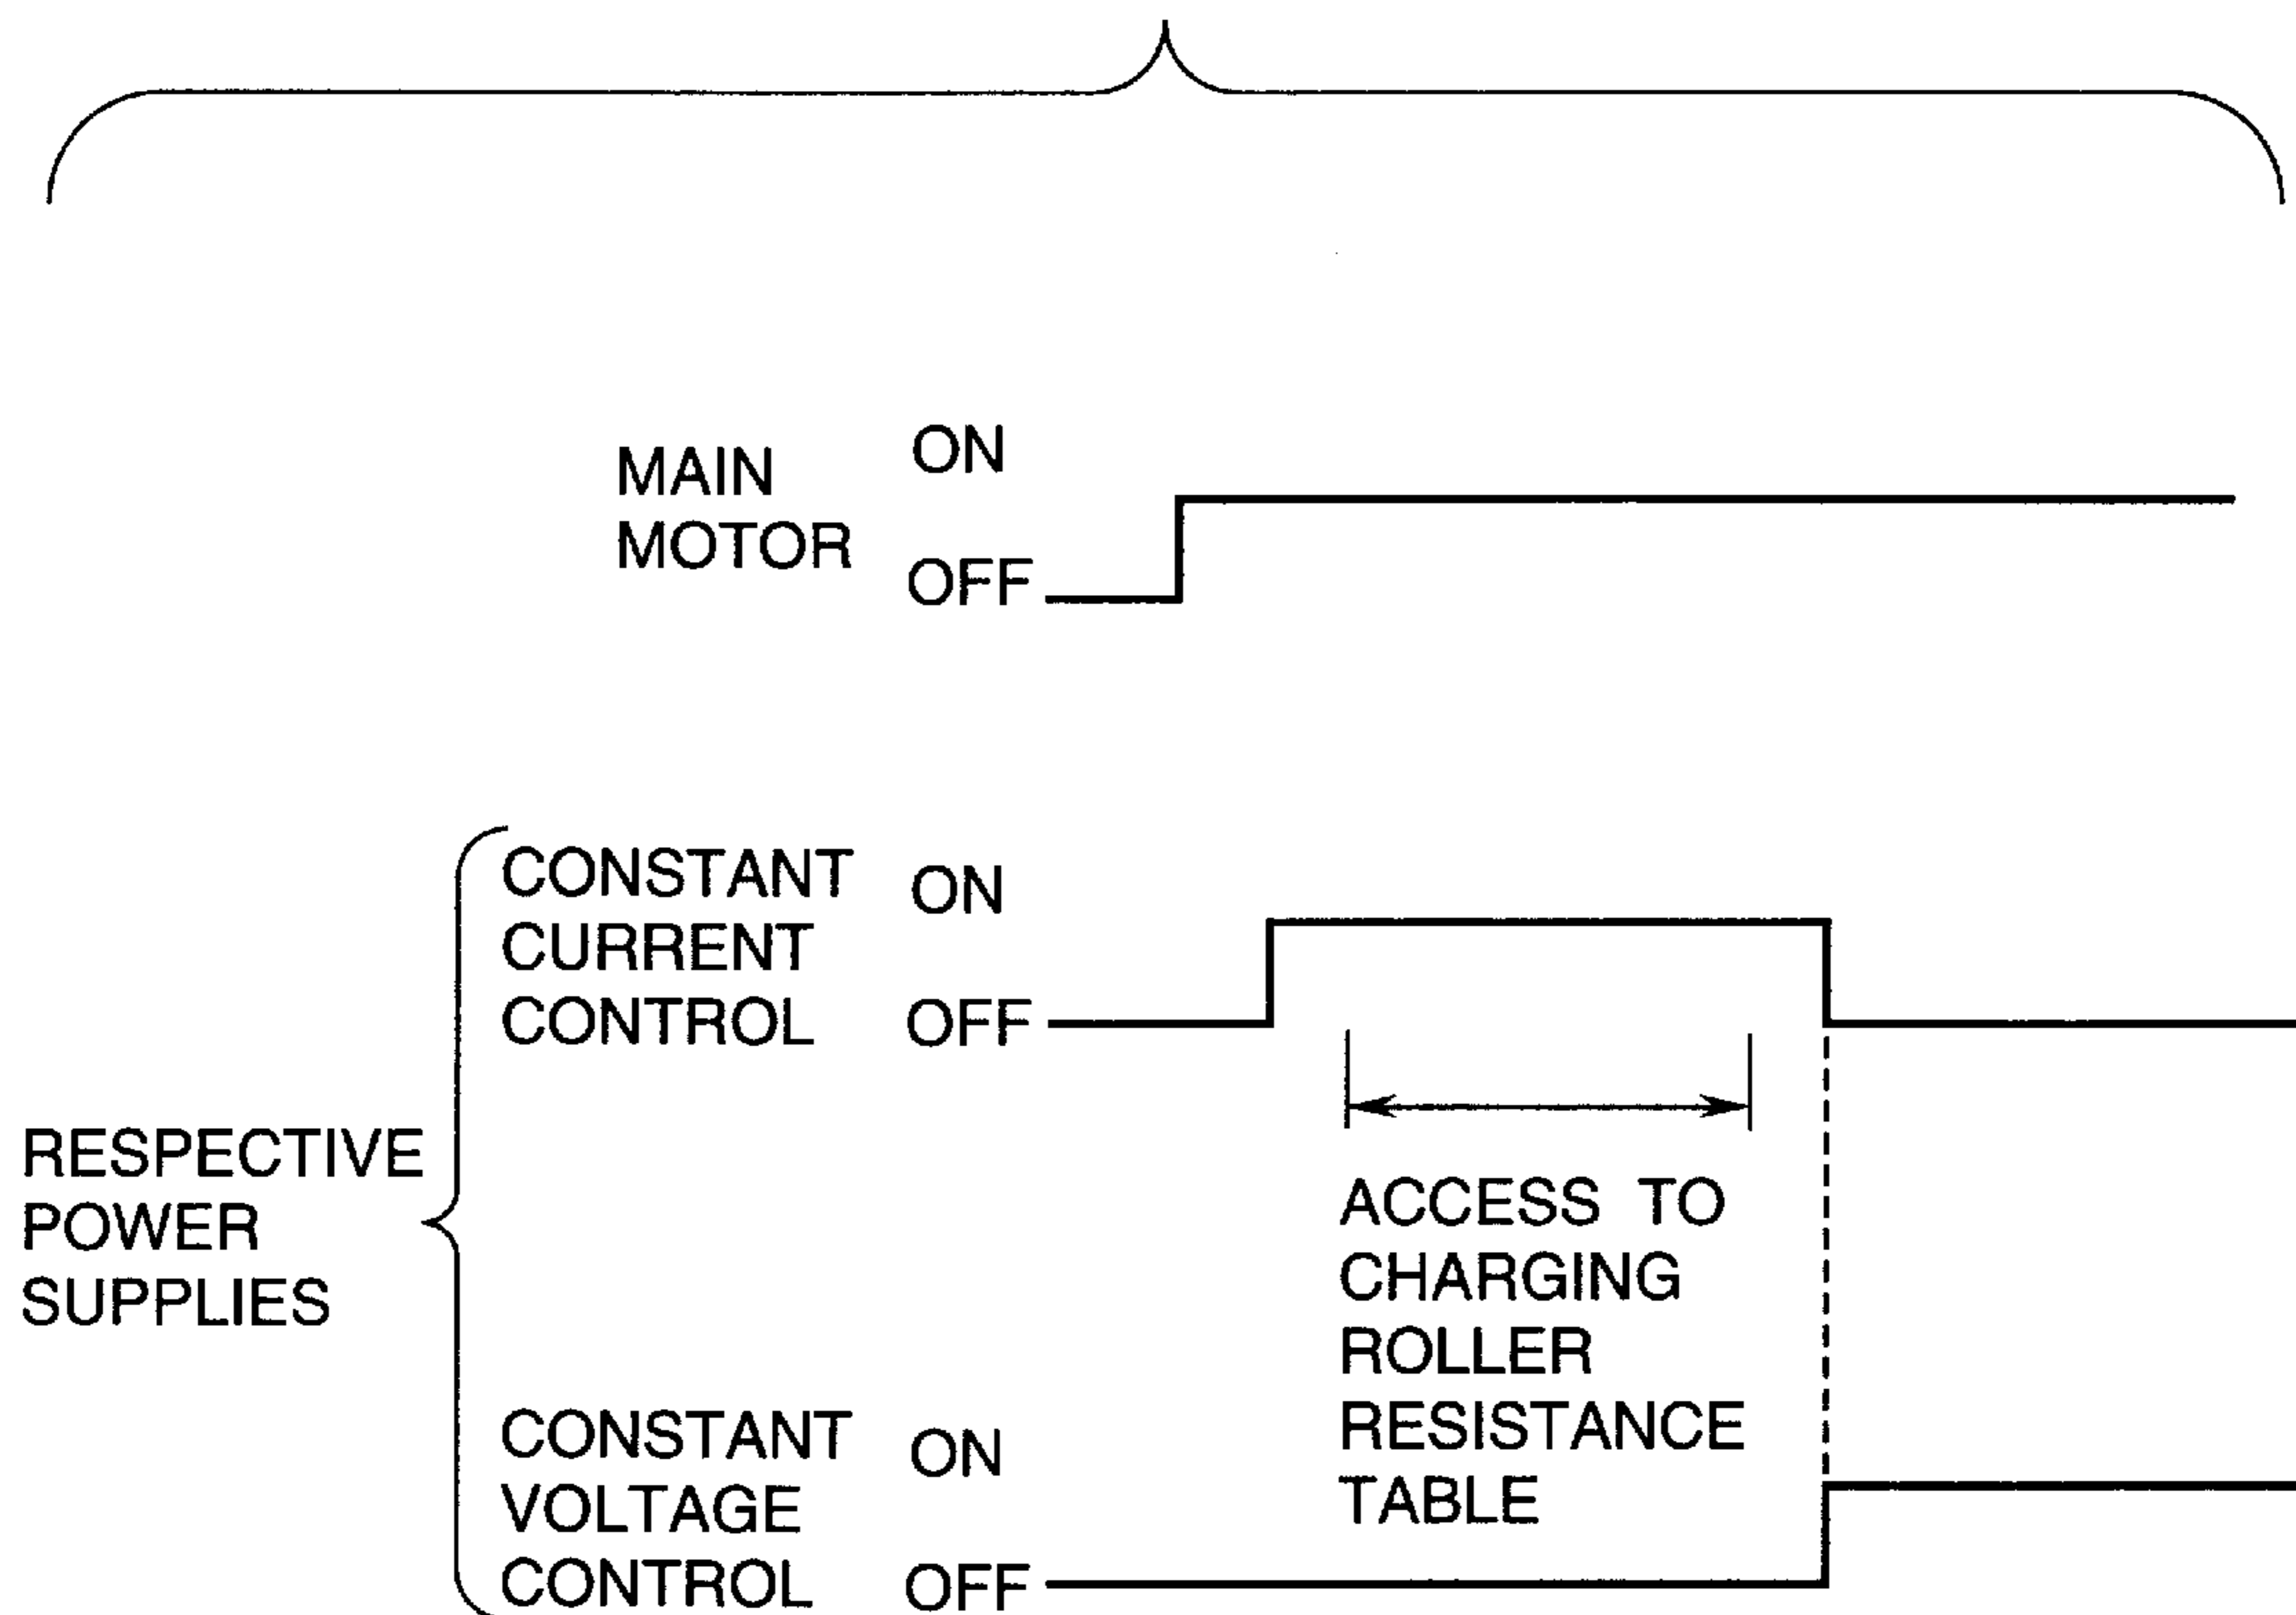 MAIN
MOTOR
ON
OFF
RESPECTIVE
POWER
SUPPLIES
CONSTANT
CURRENT
CONTROL
ON
OFF
ACCESS TO
CHARGING
ROLLER
RESISTANCE
TABLE
CONSTANT
VOLTAGE
CONTROL
ON
OFF